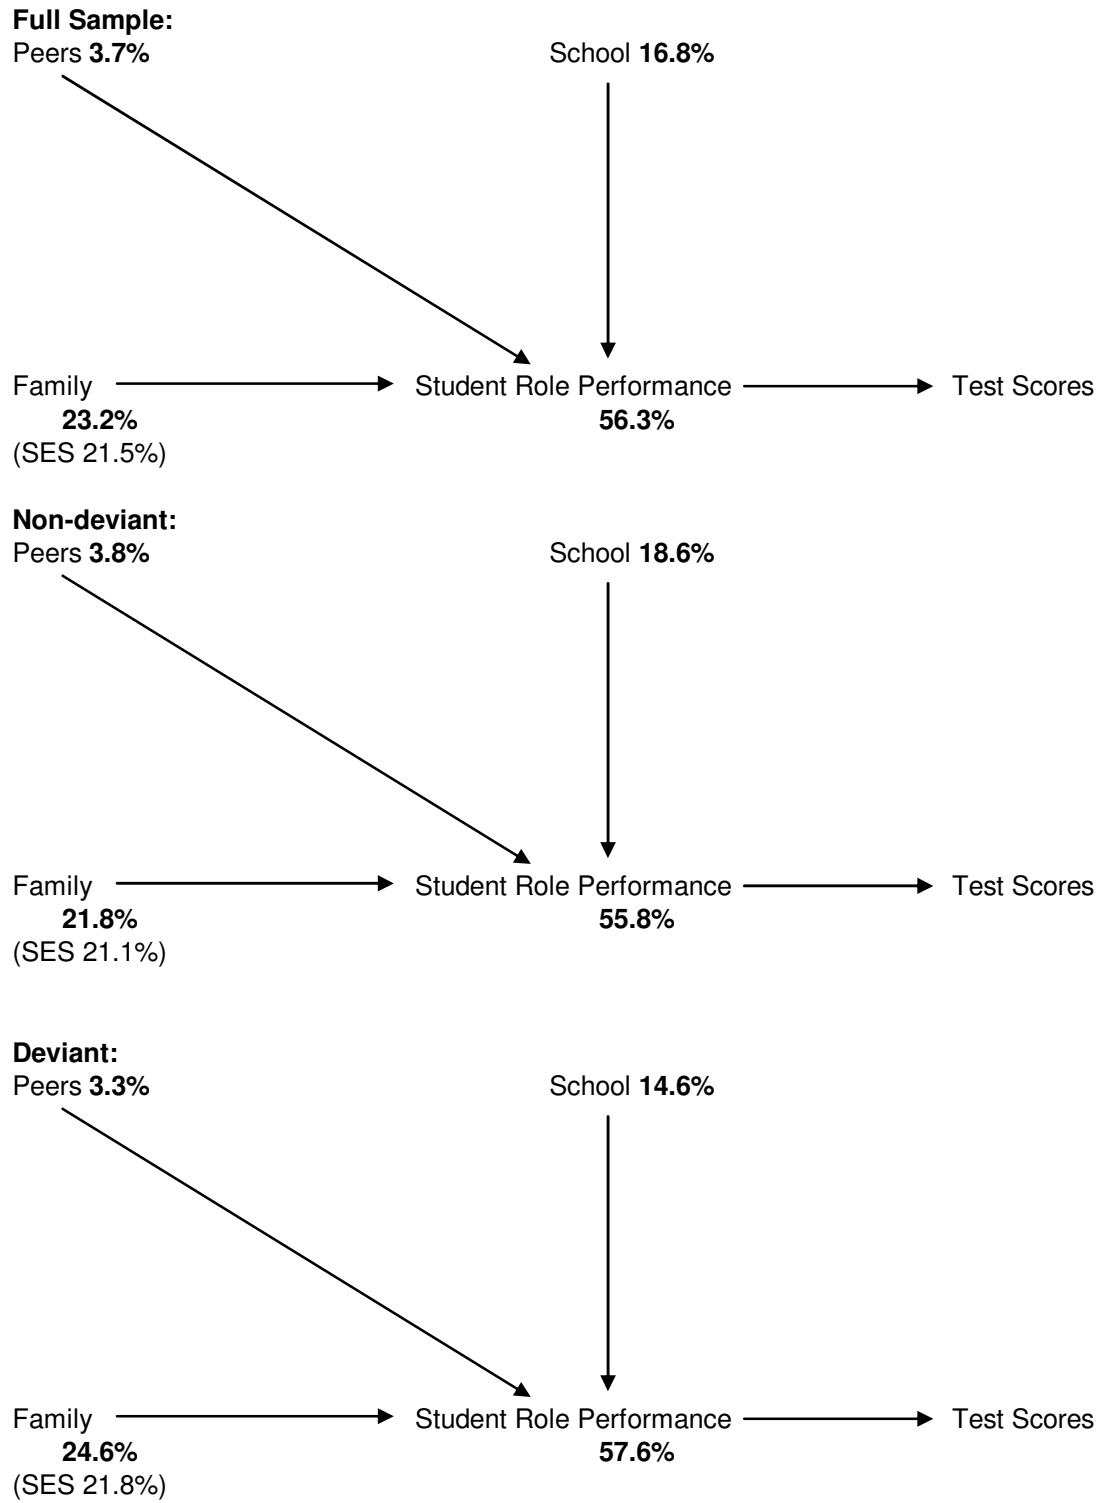 Full Sample:
Peers 3.7% School 16.8%
Family Student Role Performance Test Scores
23.2% 56.3%
(SES 21.5%)
Non-deviant:
Peers 3.8% School 18.6%
Family Student Role Performance Test Scores
21.8% 55.8%
(SES 21.1%)
Deviant:
Peers 3.3% School 14.6%
Family Student Role Performance Test Scores
24.6% 57.6%
(SES 21.8%)